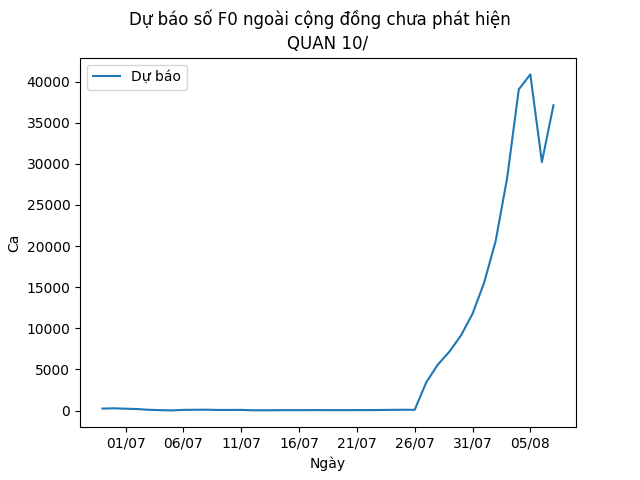 Dự báo số F0 ngoài cộng đồng chưa phát hiện
QUAN 10/
Dự báo
40000
35000
30000
25000
20000
15000
10000
5000
0
Ca
01/07 06/07 11/07 16/07 21/07 26/07 31/07 05/08
Ngày